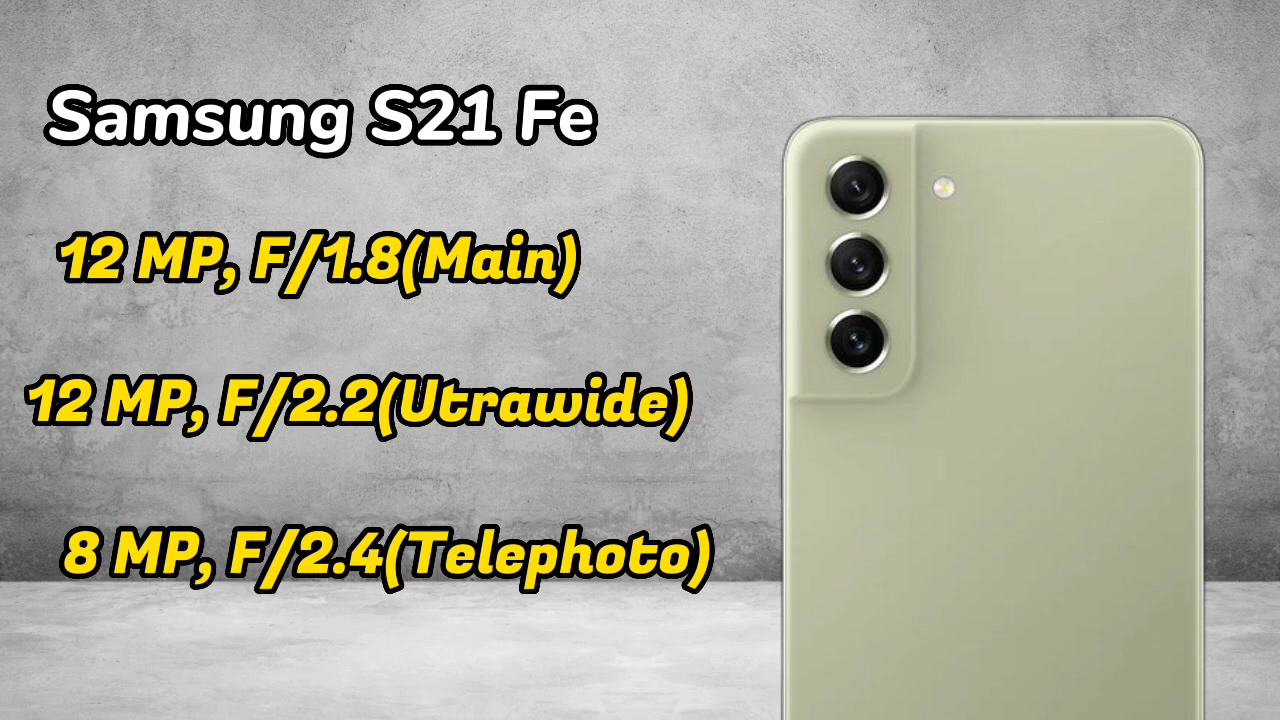 Samsung S21 Fe
12 MP, F/1.8(Main)
12 MP, F/2.2(Utrawide)
8 MP, F/2.4(Telephoto)